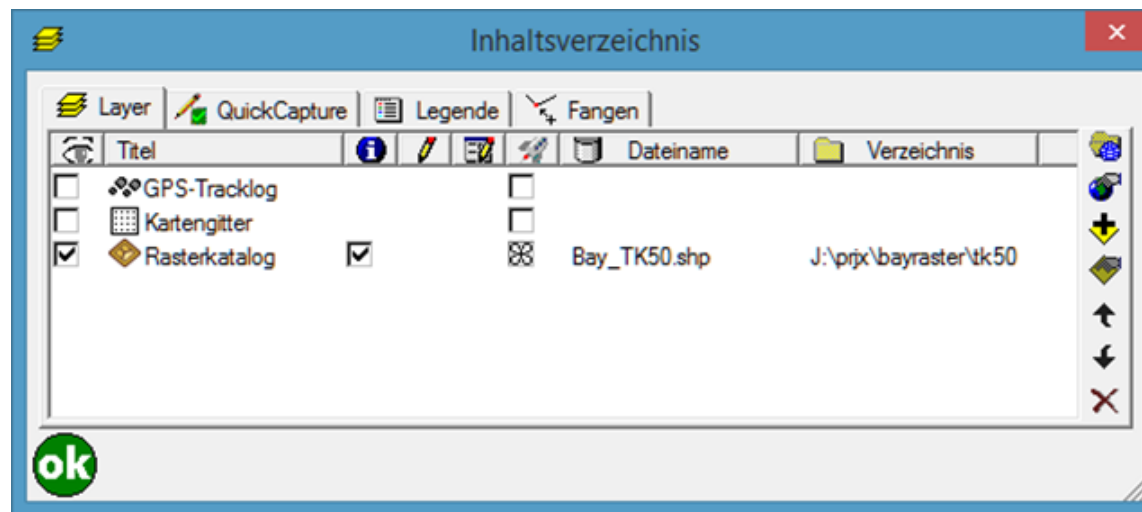 Inhaltsverzeichnis
Layer QuickCapture Legende Fangen
Titel Dateiname Verzeichnis
GPS-Tracklog
Kartengitter
Rasterkatalog Bay_TK50.shp J:\prjx\bayraster\tk50
ok